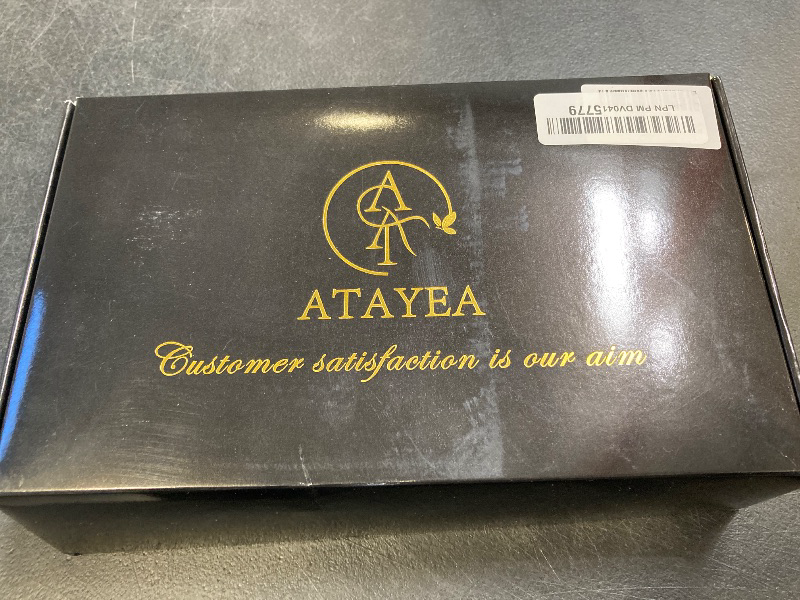 LPN PM DV0415779
ATAYEA
Customer satisfaction is our aim